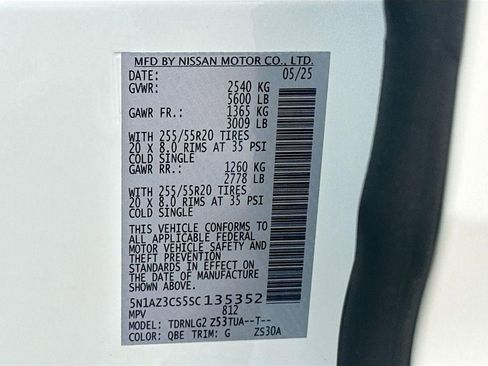 MFD BY NISSAN MOTOR CO., LTD.
DATE: 05/25
GVWR: 2540 KG
5600 LB
GAWR FR.: 1365 KG
3009 LB
WITH 255/55R20 TIRES
20 X 8.0 RIMS AT 35 PSI
COLD SINGLE
GAWR RR.: 1260 KG
2778 LB
WITH 255/55R20 TIRES
20 X 8.0 RIMS AT 35 PSI
COLD SINGLE
THIS VEHICLE CONFORMS TO
ALL APPLICABLE FEDERAL
MOTOR VEHICLE SAFETY AND
THEFT PREVENTION
STANDARDS IN EFFECT ON
THE DATE OF MANUFACTURE
SHOWN ABOVE.
5N1AZ3CS5SC135352
MPV 812
MODEL: TDRNLG2 Z53TUA--T--
COLOR: QBE TRIM: G ZS30A